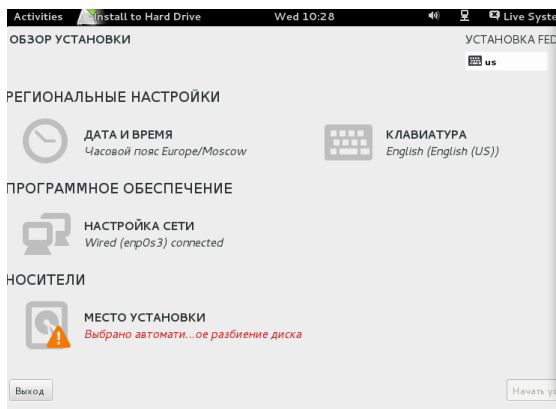 Activities Install to Hard Drive Wed 10:28 Live Syste
ОБЗОР УСТАНОВКИ УСТАНОВКА FED
us
РЕГИОНАЛЬНЫЕ НАСТРОЙКИ
ДАТА И ВРЕМЯ КЛАВИАТУРА
Часовой пояс Europe/Moscow English (English (US))
ПРОГРАММНОЕ ОБЕСПЕЧЕНИЕ
НАСТРОЙКА СЕТИ
Wired (enp0s3) connected
НОСИТЕЛИ
МЕСТО УСТАНОВКИ
Выбрано автомати...ое разбиение диска
Выход Начать ус